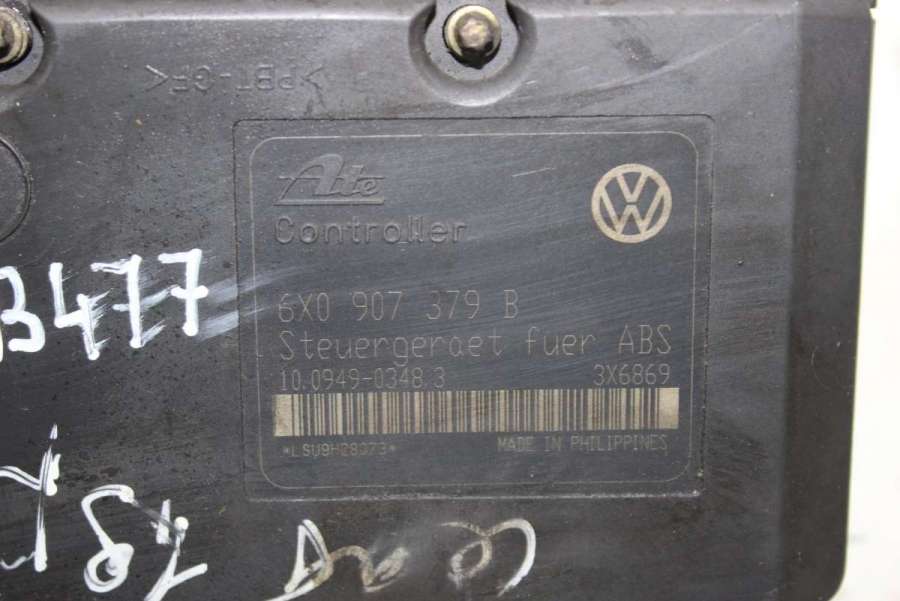 >PBT-GF<
Ate
Controller
6X0 907 379 B
Steuergeraet fuer ABS
10.0949-0348.3 3X6869
MADE IN PHILIPPINES
3477